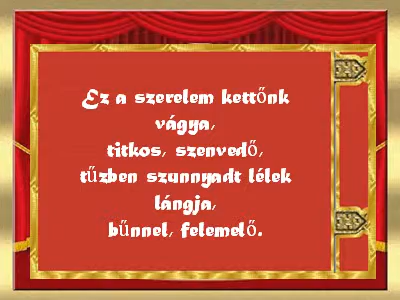 Ez a szerelem kettőnk
vágya,
titkos, szenvedő,
tűzben szunnyadt lélek
lángja,
bűnnel, felemelő.